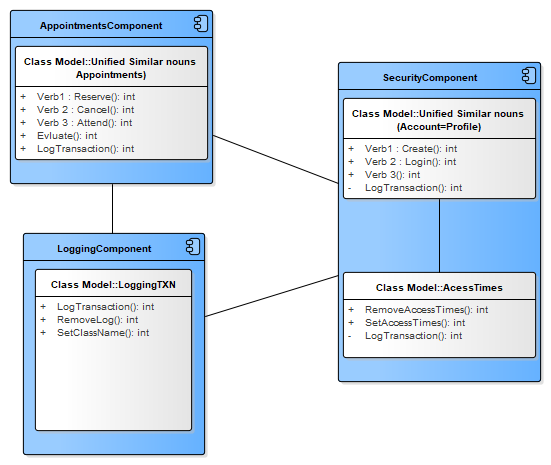 AppointmentsComponent
Class Model::Unified Similar nouns
Appointments)
+ Verb1 : Reserve(): int
+ Verb 2 : Cancel(): int
+ Verb 3 : Attend(): int
+ Evluate(): int
+ LogTransaction(): int
SecurityComponent
Class Model::Unified Similar nouns
(Account=Profile)
+ Verb1 : Create(): int
+ Verb 2 : Login(): int
+ Verb 3(): int
- LogTransaction(): int
LoggingComponent
Class Model::LoggingTXN
+ LogTransaction(): int
+ RemoveLog(): int
+ SetClassName(): int
Class Model::AcessTimes
+ RemoveAccessTimes(): int
+ SetAccessTimes(): int
- LogTransaction(): int